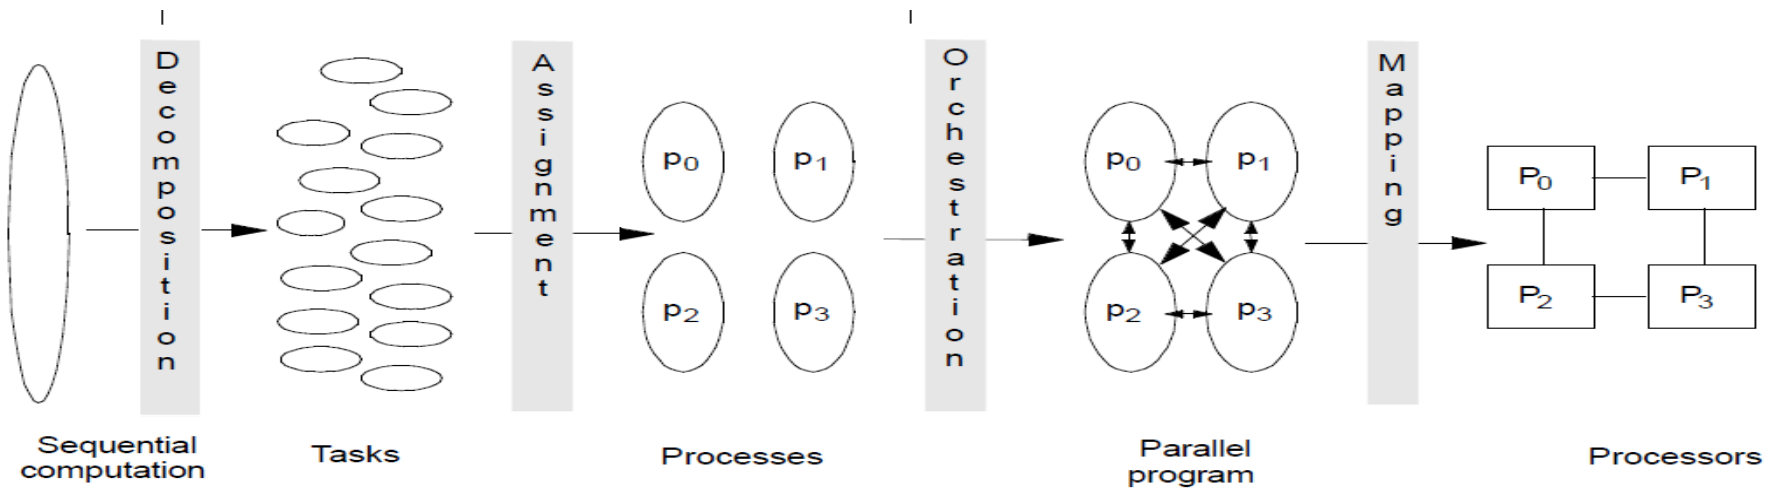 Decomposition
Assignment
Orchestration
Mapping
p0 p1
p2 p3
p0 p1
p2 p3
P0 P1
P2 P3
Sequential
computation
Tasks
Processes
Parallel
program
Processors